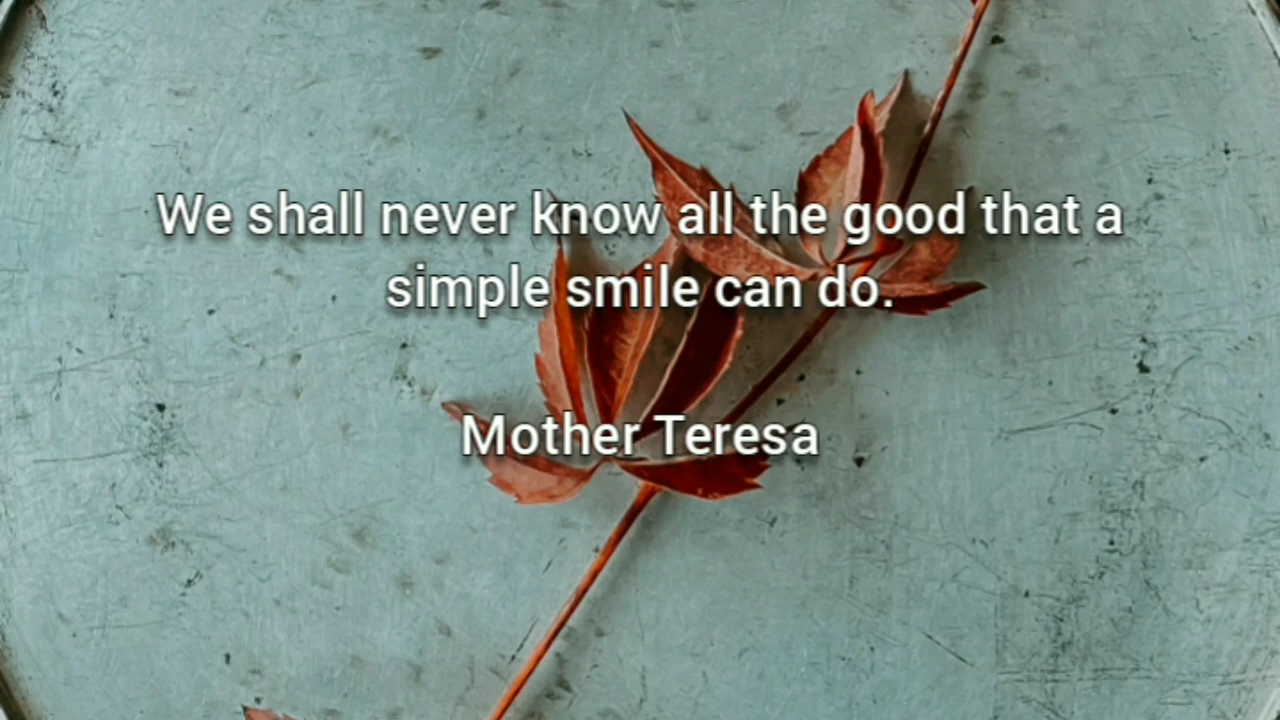 We shall never know all the good that a
simple smile can do.
Mother Teresa